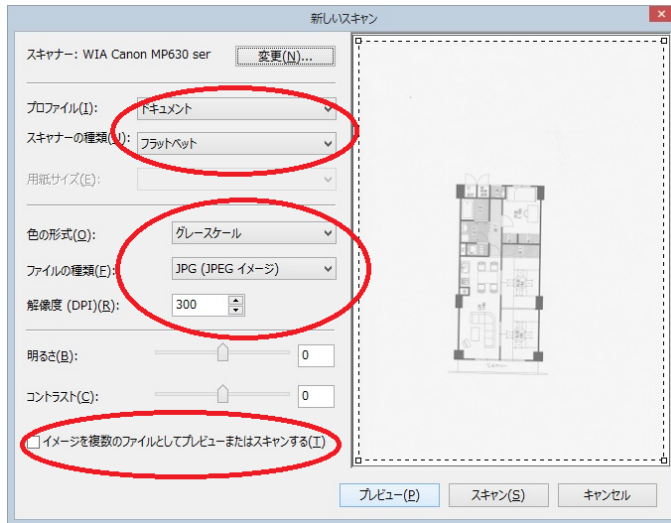 新しいスキャン
スキャナー: WIA Canon MP630 ser
変更(N)...
プロファイル(I):
ドキュメント
スキャナーの種類(U):
フラットベット
用紙サイズ(E):
色の形式(O):
グレースケール
ファイルの種類(F):
JPG (JPEG イメージ)
解像度 (DPI)(R):
300
明るさ(B):
0
コントラスト(C):
0
イメージを複数のファイルとしてプレビューまたはスキャンする(T)
プレビュー(P)
スキャン(S)
キャンセル